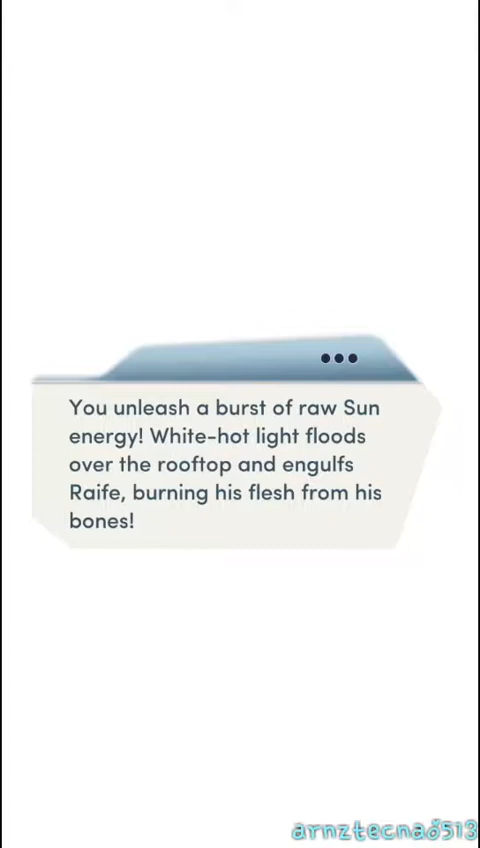 You unleash a burst of raw Sun
energy! White-hot light floods
over the rooftop and engulfs
Raife, burning his flesh from his
bones!
arnztecna8513